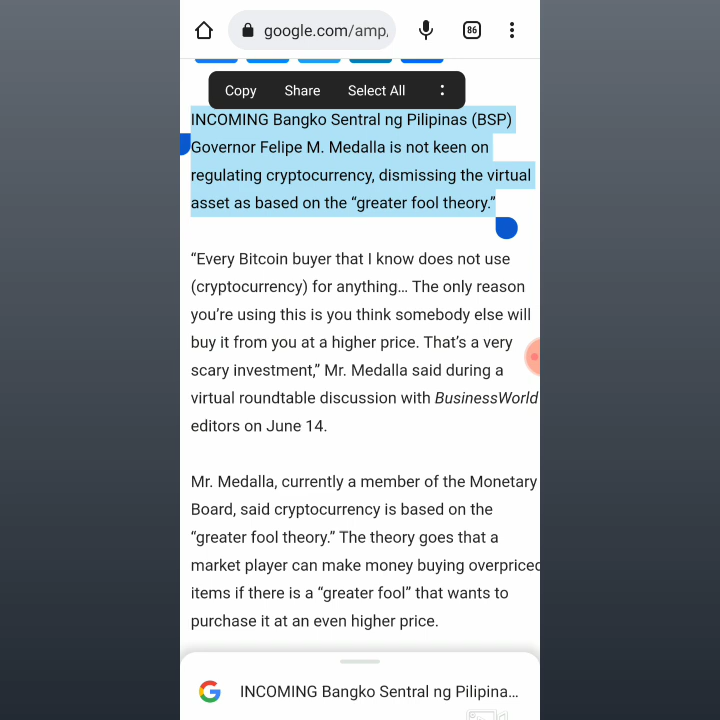 google.com/amp
86
Copy Share Select All
INCOMING Bangko Sentral ng Pilipinas (BSP)
Governor Felipe M. Medalla is not keen on
regulating cryptocurrency, dismissing the virtual
asset as based on the “greater fool theory.”
“Every Bitcoin buyer that I know does not use
(cryptocurrency) for anything… The only reason
you’re using this is you think somebody else will
buy it from you at a higher price. That’s a very
scary investment,” Mr. Medalla said during a
virtual roundtable discussion with BusinessWorld
editors on June 14.
Mr. Medalla, currently a member of the Monetary
Board, said cryptocurrency is based on the
“greater fool theory.” The theory goes that a
market player can make money buying overpriced
items if there is a “greater fool” that wants to
purchase it at an even higher price.
G INCOMING Bangko Sentral ng Pilipina...